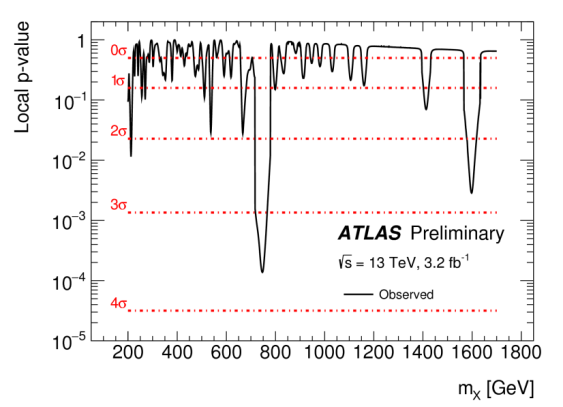 Local p-value
1
10⁻¹
10⁻²
10⁻³
10⁻⁴
10⁻⁵
0σ
1σ
2σ
3σ
4σ
ATLAS Preliminary
√s = 13 TeV, 3.2 fb⁻¹
Observed
200 400 600 800 1000 1200 1400 1600 1800
mX [GeV]